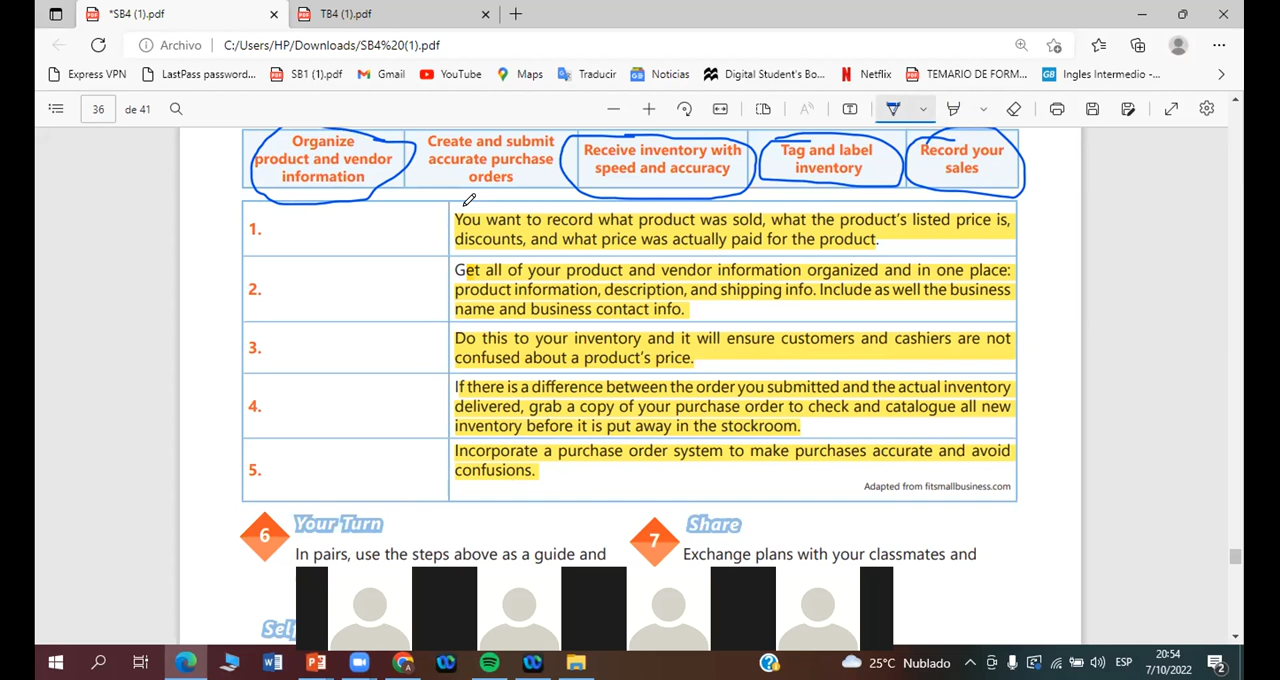 *SB4 (1).pdf
TB4 (1).pdf
Archivo
C:/Users/HP/Downloads/SB4%20(1).pdf
Express VPN
LastPass password...
SB1 (1).pdf
Gmail
YouTube
Maps
Traducir
Noticias
Digital Student's Bo...
Netflix
TEMARIO DE FORM...
Ingles Intermedio -...
36
de 41
Organize
product and vendor
information
Create and submit
accurate purchase
orders
Receive inventory with
speed and accuracy
Tag and label
inventory
Record your
sales
1.
You want to record what product was sold, what the product's listed price is,
discounts, and what price was actually paid for the product.
2.
Get all of your product and vendor information organized and in one place:
product information, description, and shipping info. Include as well the business
name and business contact info.
3.
Do this to your inventory and it will ensure customers and cashiers are not
confused about a product's price.
4.
If there is a difference between the order you submitted and the actual inventory
delivered, grab a copy of your purchase order to check and catalogue all new
inventory before it is put away in the stockroom.
5.
Incorporate a purchase order system to make purchases accurate and avoid
confusions.
Adapted from fitsmallbusiness.com
6
Your Turn
In pairs, use the steps above as a guide and
7
Share
Exchange plans with your classmates and
Sel
25°C Nublado
ESP
20:54
7/10/2022
2